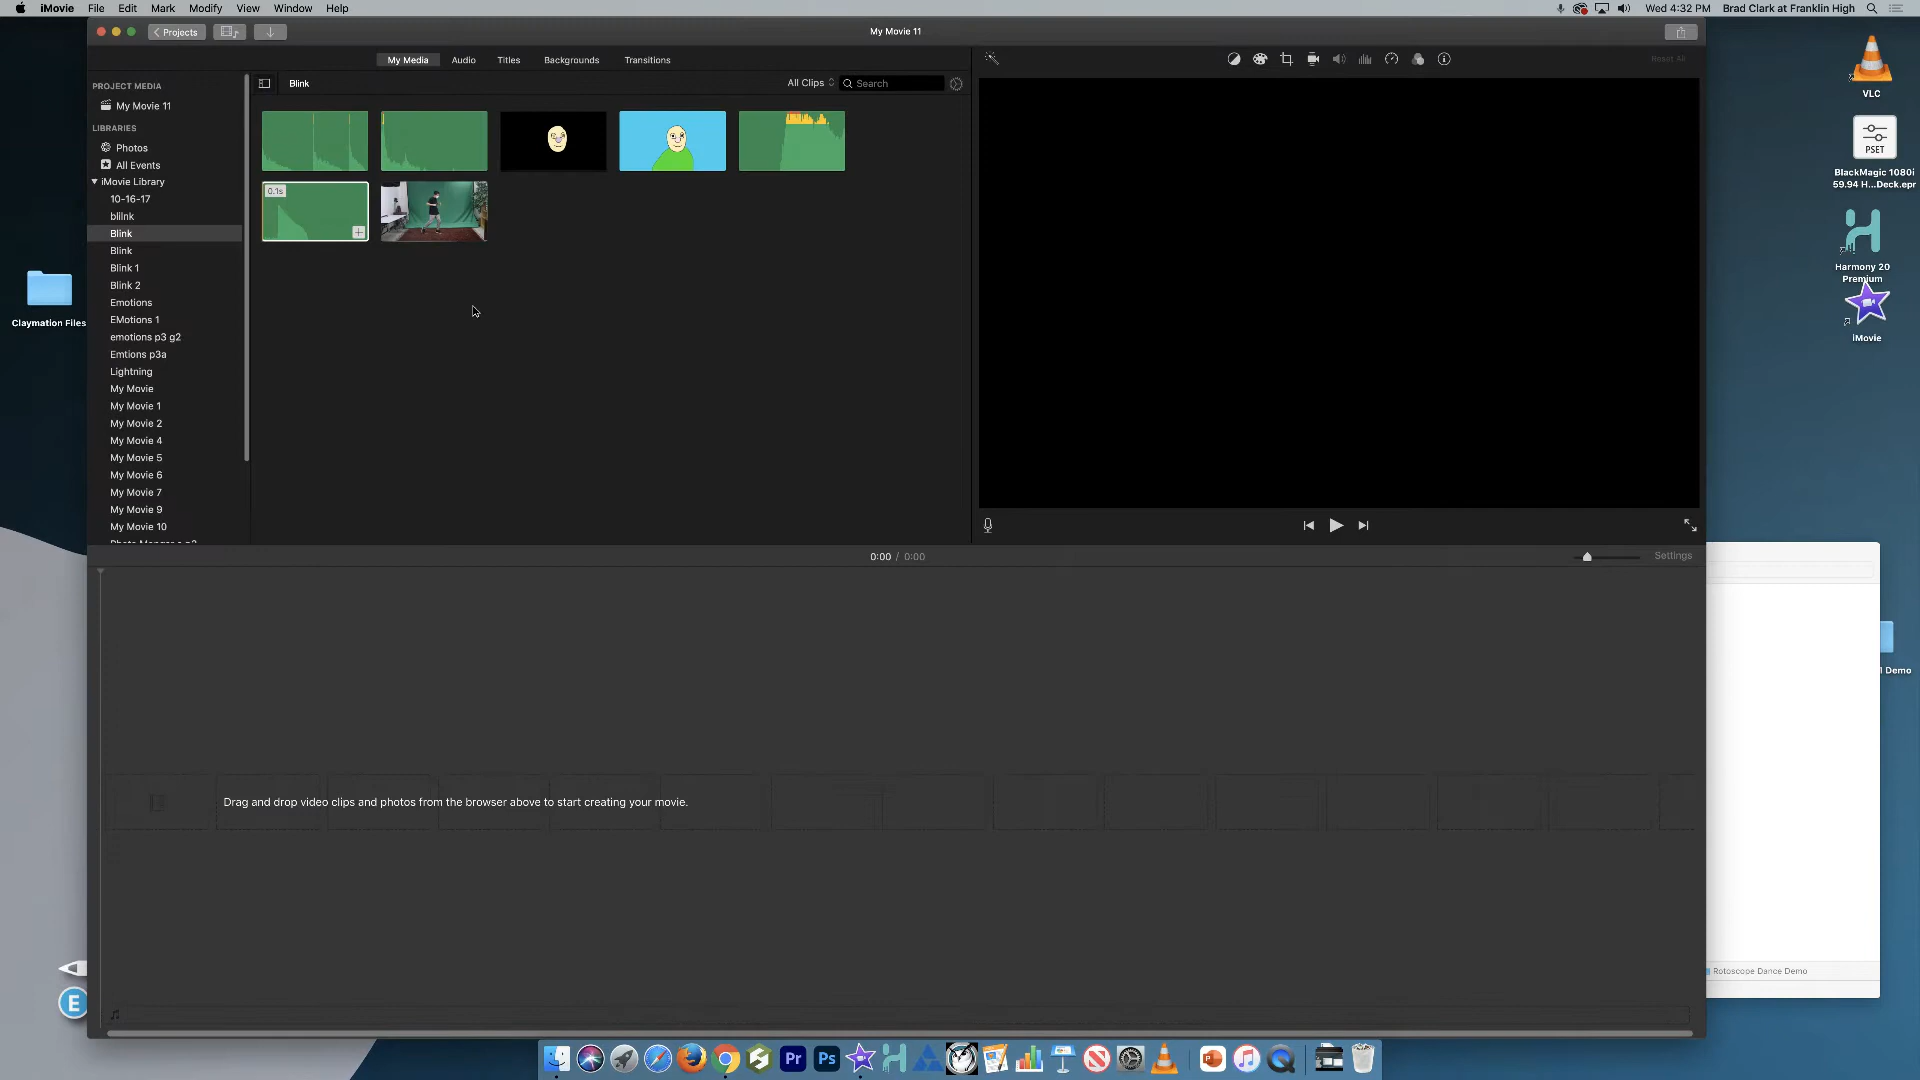 iMovie File Edit Mark Modify View Window Help
Wed 4:32 PM Brad Clark at Franklin High
Projects
My Movie 11
My Media Audio Titles Backgrounds Transitions
Reset All
PROJECT MEDIA
My Movie 11
LIBRARIES
Photos
All Events
iMovie Library
10-16-17
bliink
Blink
Blink
Blink 1
Blink 2
Emotions
EMotions 1
emotions p3 g2
Emtions p3a
Lightning
My Movie
My Movie 1
My Movie 2
My Movie 4
My Movie 5
My Movie 6
My Movie 7
My Movie 9
My Movie 10
Blink
All Clips
Search
0.1s
0:00 / 0:00
Settings
Drag and drop video clips and photos from the browser above to start creating your movie.
Claymation Files
VLC
PSET
BlackMagic 1080i
59.94 H...Deck.epr
Harmony 20
Premium
iMovie
1 Demo
Rotoscope Dance Demo
E
Pr
Ps